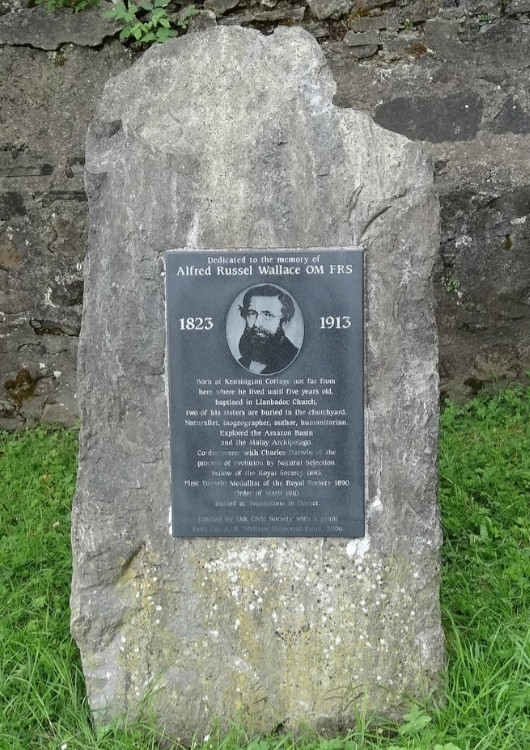 Dedicated to the memory of
Alfred Russel Wallace OM FRS
1823 1913
Born at Kensington Cottage not far from
here where he lived until five years old,
baptised in Llanbadoc Church,
two of his sisters are buried in the churchyard.
Naturalist, biogeographer, author, humanitarian.
Explored the Amazon Basin
and the Malay Archipelago.
Co-discoverer with Charles Darwin of the
process of evolution by Natural Selection.
Fellow of the Royal Society 1893
First Darwin Medallist of the Royal Society 1890
Order of Merit 1910.
Buried at Broadstone in Dorset.
Erected by Usk Civic Society with a grant
from the A. R. Wallace Memorial Fund, 2006.